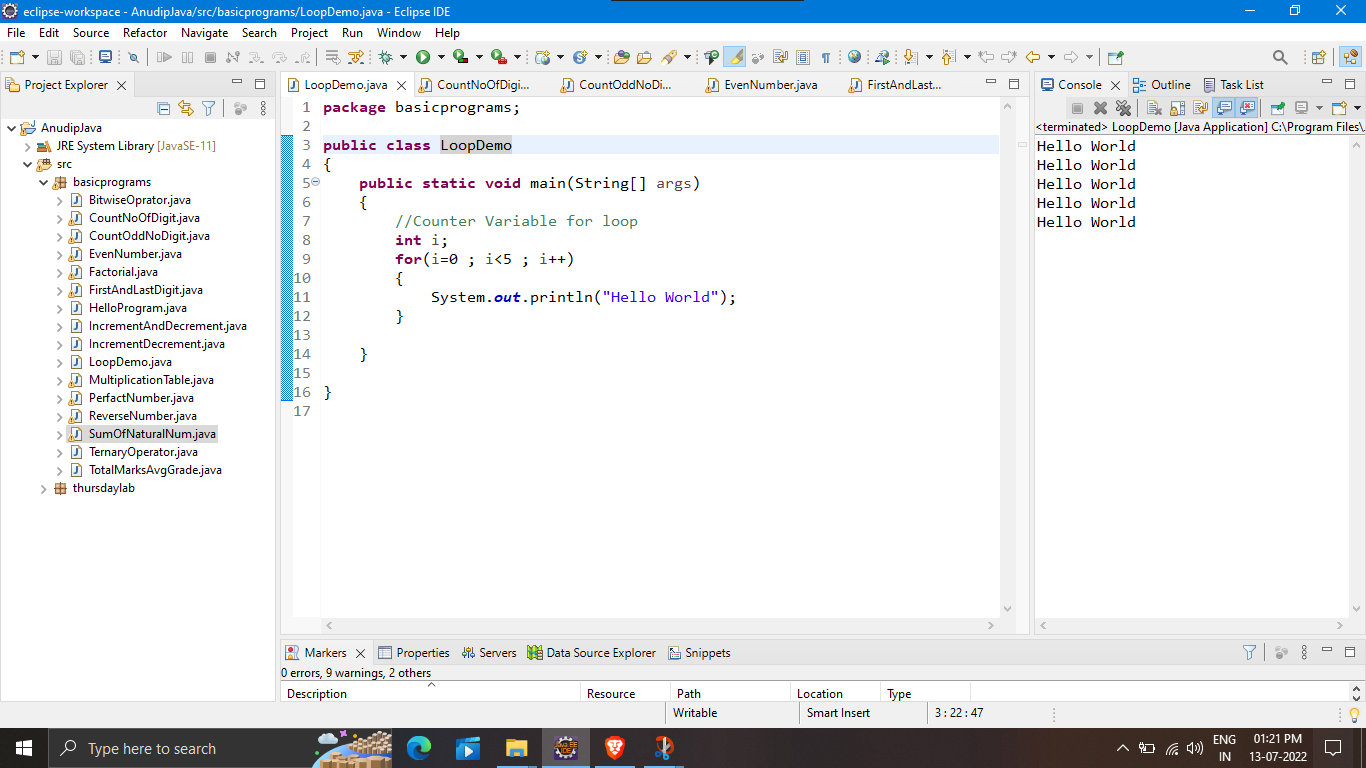 eclipse-workspace - AnudipJava/src/basicprograms/LoopDemo.java - Eclipse IDE
File Edit Source Refactor Navigate Search Project Run Window Help
Project Explorer
AnudipJava
JRE System Library [JavaSE-11]
src
basicprograms
BitwiseOprator.java
CountNoOfDigit.java
CountOddNoDigit.java
EvenNumber.java
Factorial.java
FirstAndLastDigit.java
HelloProgram.java
IncrementAndDecrement.java
IncrementDecrement.java
LoopDemo.java
MultiplicationTable.java
PerfactNumber.java
ReverseNumber.java
SumOfNaturalNum.java
TernaryOperator.java
TotalMarksAvgGrade.java
thursdaylab
LoopDemo.java CountNoOfDigi... CountOddNoDi... EvenNumber.java FirstAndLast...
1 package basicprograms;
2
3 public class LoopDemo
4 {
5 public static void main(String[] args)
6 {
7 //Counter Variable for loop
8 int i;
9 for(i=0 ; i<5 ; i++)
10 {
11 System.out.println("Hello World");
12 }
13
14 }
15
16 }
17
Console Outline Task List
<terminated> LoopDemo [Java Application] C:\Program Files\
Hello World
Hello World
Hello World
Hello World
Hello World
Markers Properties Servers Data Source Explorer Snippets
0 errors, 9 warnings, 2 others
Description Resource Path Location Type
Writable Smart Insert 3 : 22 : 47
Type here to search
ENG
IN
01:21 PM
13-07-2022